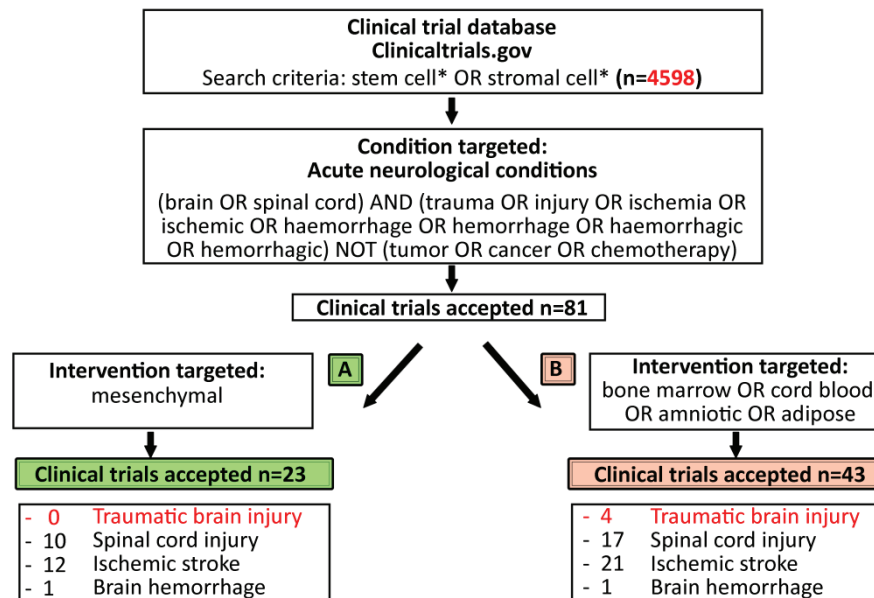 Clinical trial database
Clinicaltrials.gov
Search criteria: stem cell* OR stromal cell* (n=4598)
Condition targeted:
Acute neurological conditions
(brain OR spinal cord) AND (trauma OR injury OR ischemia OR
ischemic OR haemorrhage OR hemorrhage OR haemorrhagic
OR hemorrhagic) NOT (tumor OR cancer OR chemotherapy)
Clinical trials accepted n=81
A
Intervention targeted:
mesenchymal
Clinical trials accepted n=23
- 0 Traumatic brain injury
- 10 Spinal cord injury
- 12 Ischemic stroke
- 1 Brain hemorrhage
B
Intervention targeted:
bone marrow OR cord blood
OR amniotic OR adipose
Clinical trials accepted n=43
- 4 Traumatic brain injury
- 17 Spinal cord injury
- 21 Ischemic stroke
- 1 Brain hemorrhage